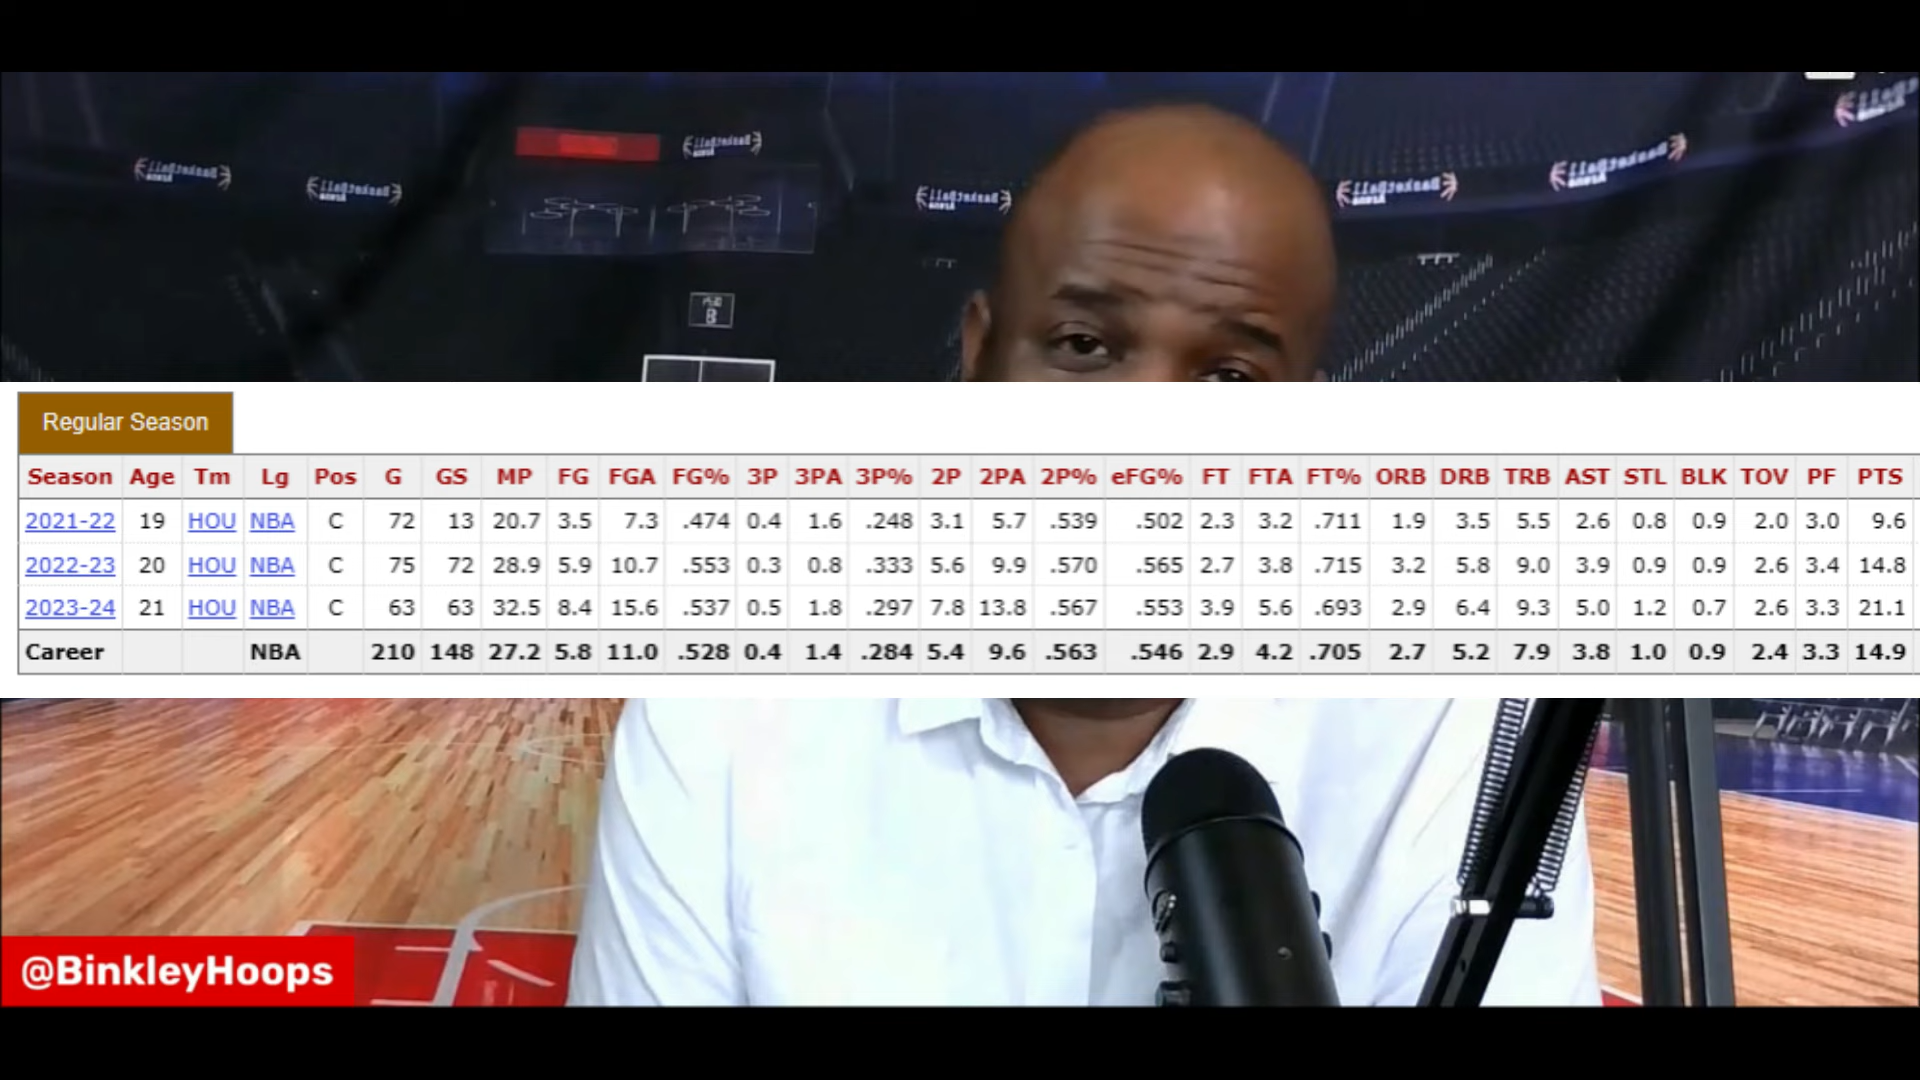 Regular Season
Season Age Tm Lg Pos G GS MP FG FGA FG% 3P 3PA 3P% 2P 2PA 2P% eFG% FT FTA FT% ORB DRB TRB AST STL BLK TOV PF PTS
2021-22 19 HOU NBA C 72 13 20.7 3.5 7.3 .474 0.4 1.6 .248 3.1 5.7 .539 .502 2.3 3.2 .711 1.9 3.5 5.5 2.6 0.8 0.9 2.0 3.0 9.6
2022-23 20 HOU NBA C 75 72 28.9 5.9 10.7 .553 0.3 0.8 .333 5.6 9.9 .570 .565 2.7 3.8 .715 3.2 5.8 9.0 3.9 0.9 0.9 2.6 3.4 14.8
2023-24 21 HOU NBA C 63 63 32.5 8.4 15.6 .537 0.5 1.8 .297 7.8 13.8 .567 .553 3.9 5.6 .693 2.9 6.4 9.3 5.0 1.2 0.7 2.6 3.3 21.1
Career NBA 210 148 27.2 5.8 11.0 .528 0.4 1.4 .284 5.4 9.6 .563 .546 2.9 4.2 .705 2.7 5.2 7.9 3.8 1.0 0.9 2.4 3.3 14.9
@BinkleyHoops